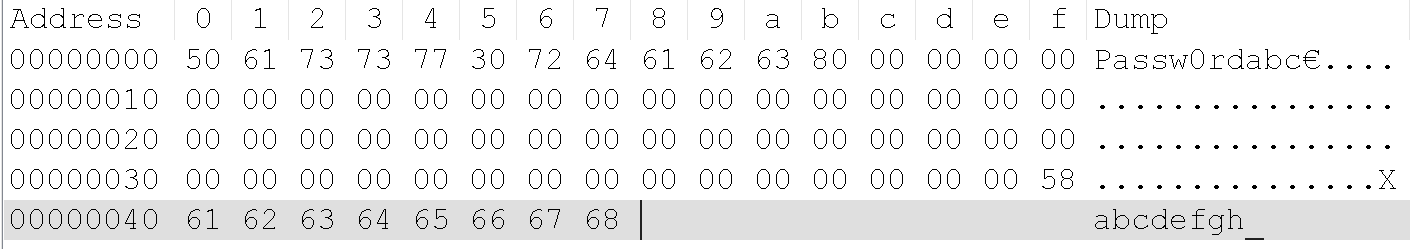 Address 0 1 2 3 4 5 6 7 8 9 a b c d e f Dump
00000000 50 61 73 73 77 30 72 64 61 62 63 80 00 00 00 00 Passw0rdabc€....
00000010 00 00 00 00 00 00 00 00 00 00 00 00 00 00 00 00 ................
00000020 00 00 00 00 00 00 00 00 00 00 00 00 00 00 00 00 ................
00000030 00 00 00 00 00 00 00 00 00 00 00 00 00 00 00 58 ...............X
00000040 61 62 63 64 65 66 67 68 abcdefgh_